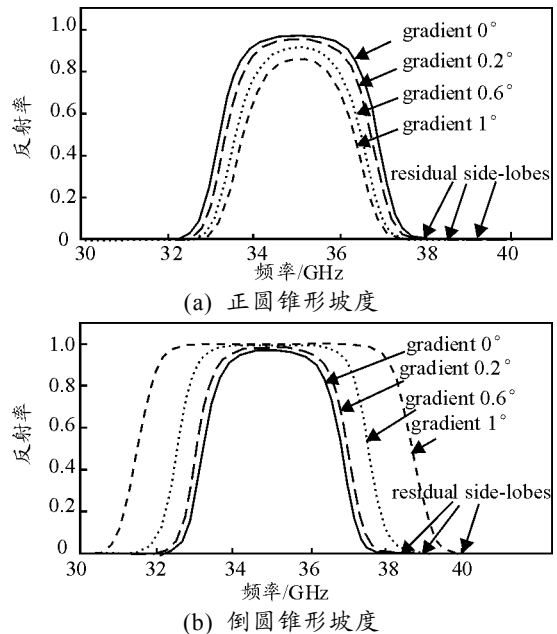 1.0
0.8
0.6
0.4
0.2
0
反射率
gradient 0°
gradient 0.2°
gradient 0.6°
gradient 1°
residual side-lobes
30 32 34 36 38 40
频率/GHz
(a) 正圆锥形坡度
1.0
0.8
0.6
0.4
0.2
0
反射率
gradient 0°
gradient 0.2°
gradient 0.6°
gradient 1°
residual side-lobes
30 32 34 36 38 40
频率/GHz
(b) 倒圆锥形坡度